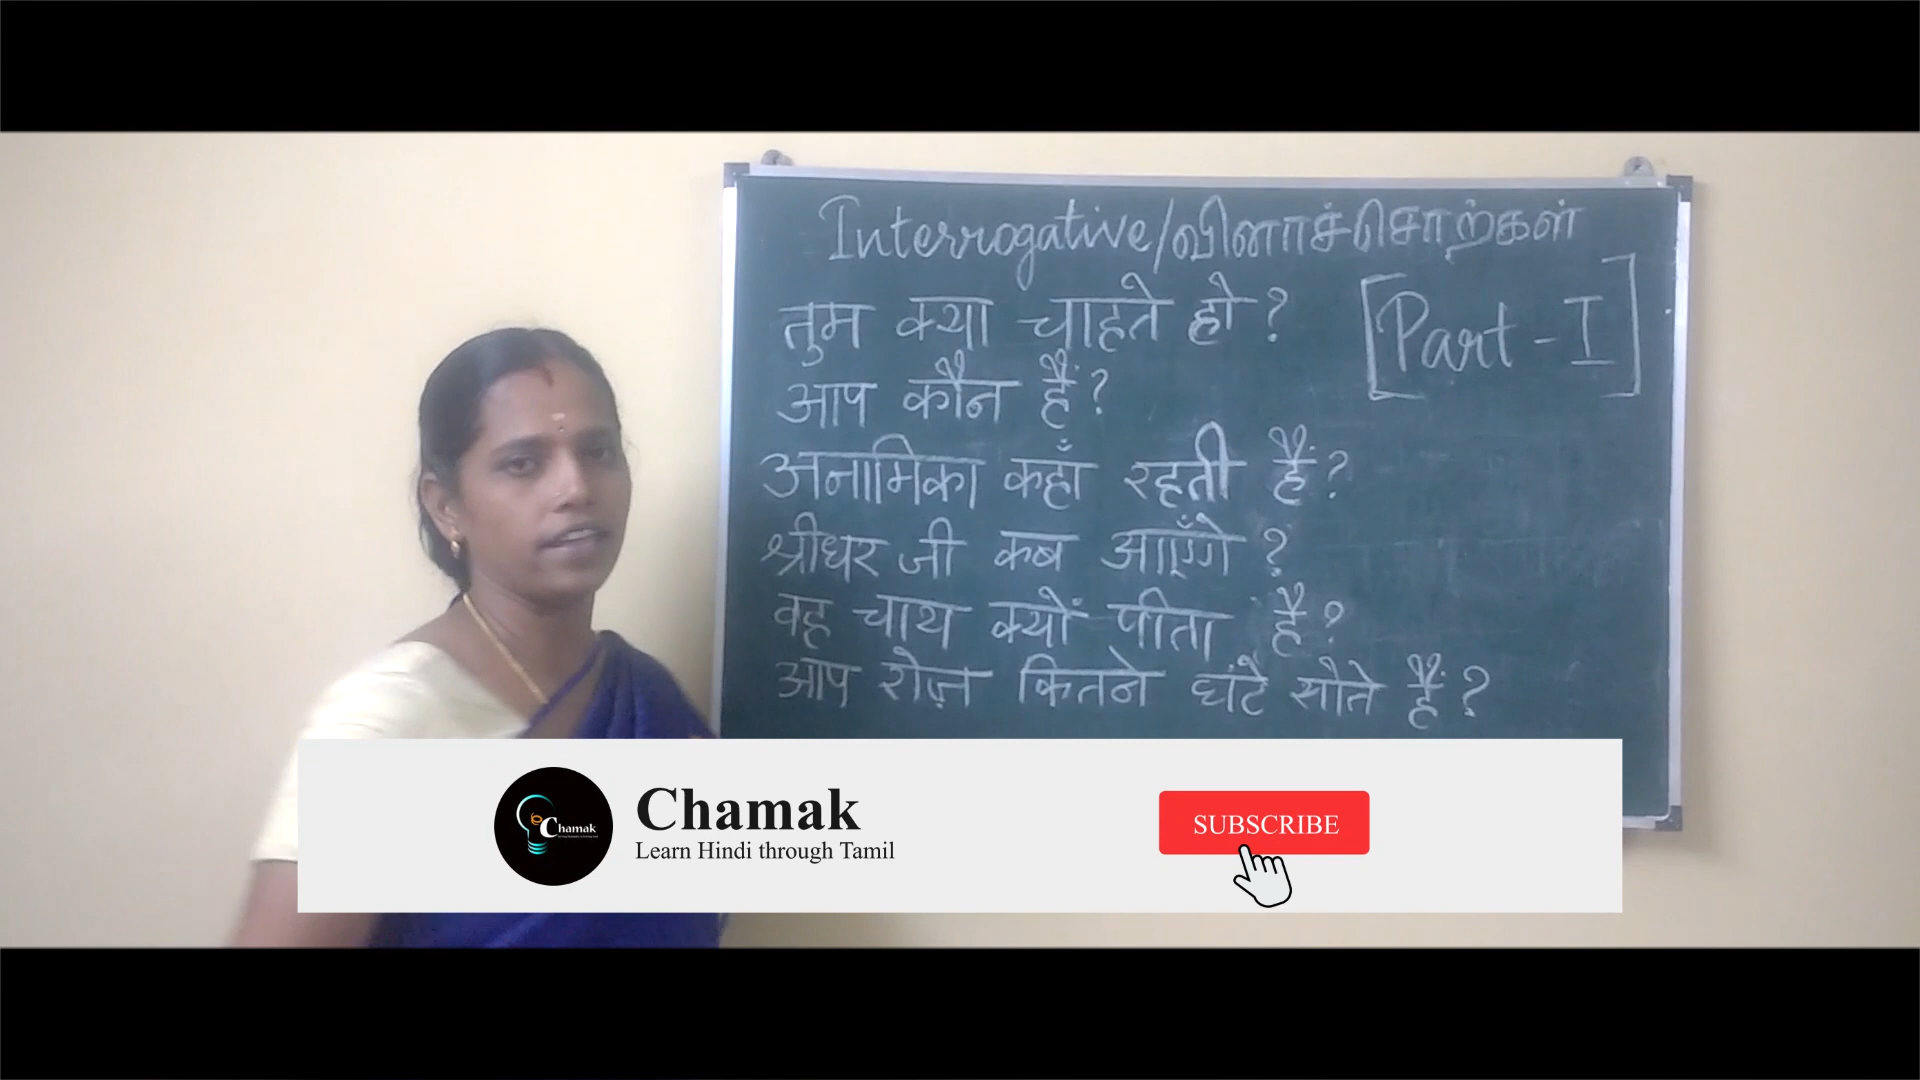 Interrogative/வினாச்சொற்கள்
[Part-I]
तुम क्या चाहते हो?
आप कौन हैं?
अनामिका कहाँ रहती हैं?
श्रीधर जी कब आएँगे?
वह चाय क्यों पीता है?
आप रोज़ कितने घंटे सोते हैं?
Chamak
Chamak
Learn Hindi through Tamil
SUBSCRIBE